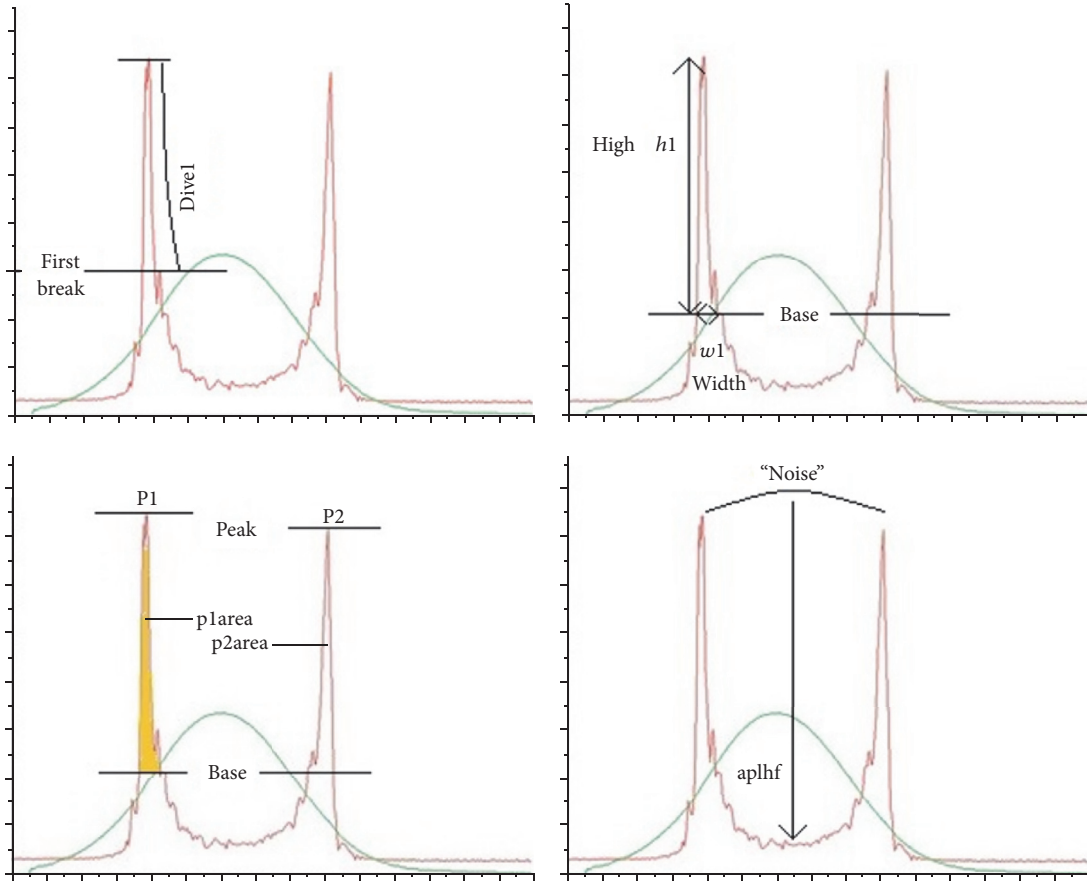 Dive1
First
break
High h1
Base
w1
Width
P1
Peak
P2
p1area
p2area
Base
“Noise”
aplhf